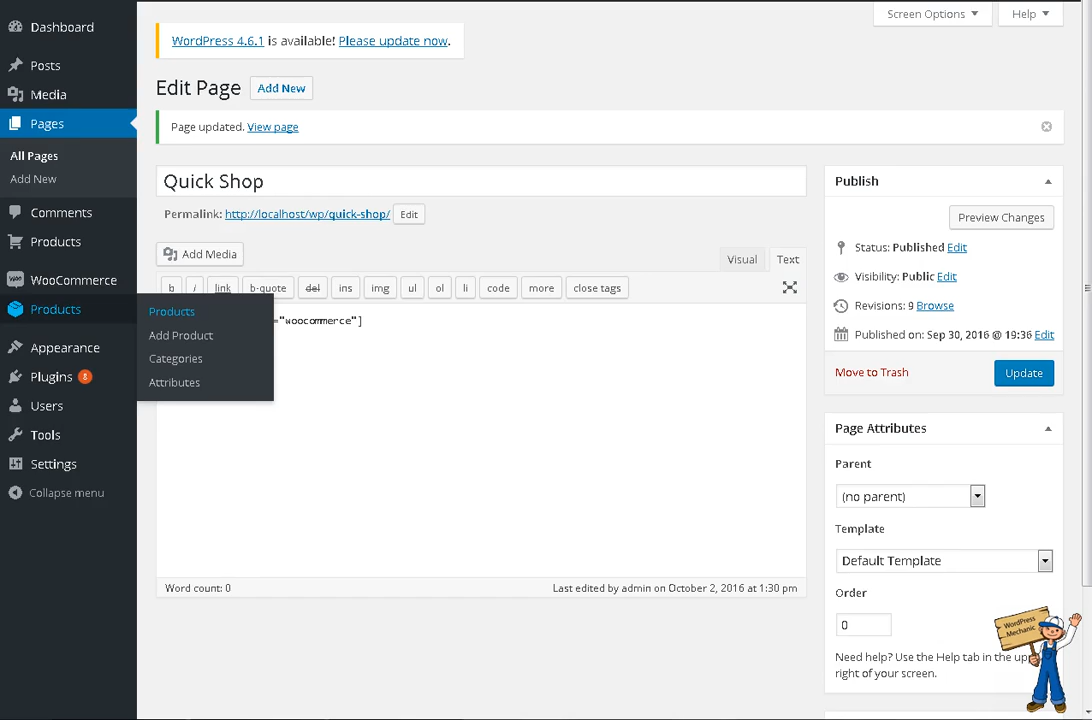 Dashboard
Posts
Media
Pages
All Pages
Add New
Comments
Products
WooCommerce
Products
Appearance
Plugins 8
Users
Tools
Settings
Collapse menu
Products
Add Product
Categories
Attributes
Screen Options
Help
WordPress 4.6.1 is available! Please update now.
Edit Page
Add New
Page updated. View page
Quick Shop
Permalink: http://localhost/wp/quick-shop/ Edit
Add Media
Visual
Text
b
i
link
b-quote
del
ins
img
ul
ol
li
code
more
close tags
="woocommerce"]
Word count: 0
Last edited by admin on October 2, 2016 at 1:30 pm
Publish
Preview Changes
Status: Published Edit
Visibility: Public Edit
Revisions: 9 Browse
Published on: Sep 30, 2016 @ 19:36 Edit
Move to Trash
Update
Page Attributes
Parent
(no parent)
Template
Default Template
Order
0
Need help? Use the Help tab in the up
right of your screen.
WordPress
Mechanic